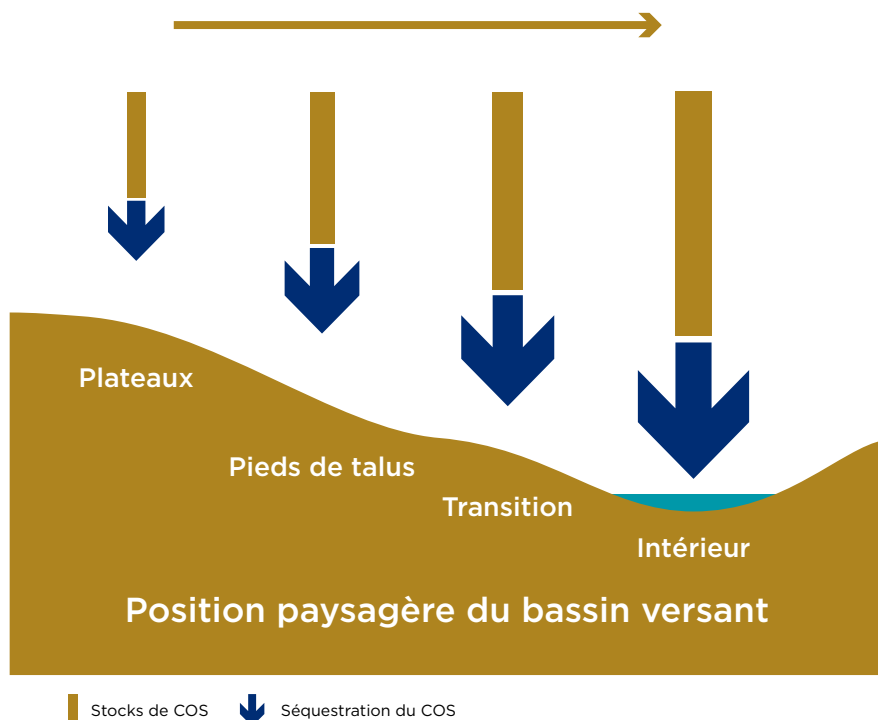 Plateaux
Pieds de talus
Transition
Intérieur
Position paysagère du bassin versant
Stocks de COS
Séquestration du COS